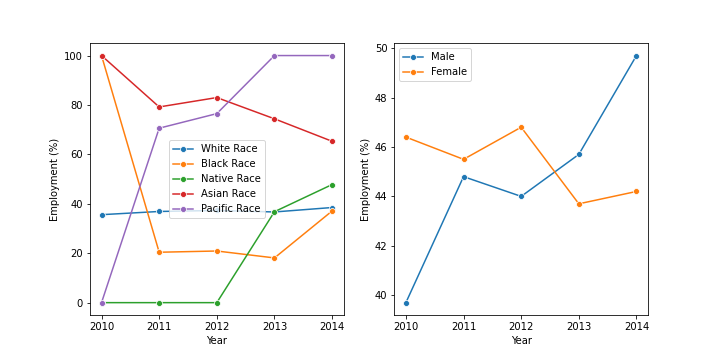 100
80
60
40
20
0
Employment (%)
2010 2011 2012 2013 2014
Year
White Race
Black Race
Native Race
Asian Race
Pacific Race
50
48
46
44
42
40
Employment (%)
2010 2011 2012 2013 2014
Year
Male
Female